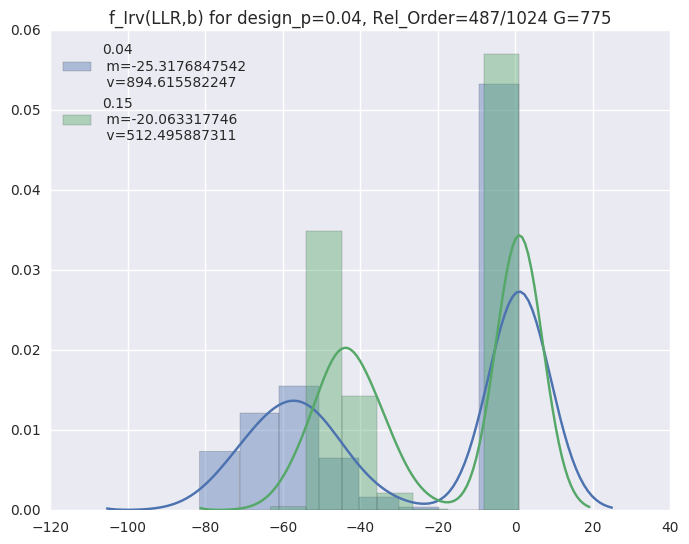 f_Irv(LLR,b) for design_p=0.04, Rel_Order=487/1024 G=775
0.04
m=-25.3176847542
v=894.615582247
0.15
m=-20.063317746
v=512.495887311
0.06
0.05
0.04
0.03
0.02
0.01
0.00
−120 −100 −80 −60 −40 −20 0 20 40